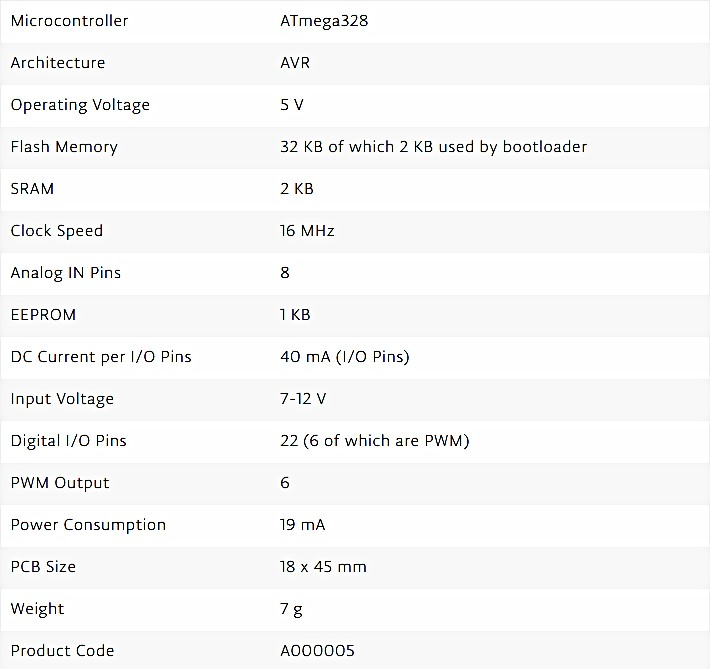 Microcontroller ATmega328
Architecture AVR
Operating Voltage 5 V
Flash Memory 32 KB of which 2 KB used by bootloader
SRAM 2 KB
Clock Speed 16 MHz
Analog IN Pins 8
EEPROM 1 KB
DC Current per I/O Pins 40 mA (I/O Pins)
Input Voltage 7-12 V
Digital I/O Pins 22 (6 of which are PWM)
PWM Output 6
Power Consumption 19 mA
PCB Size 18 x 45 mm
Weight 7 g
Product Code A000005